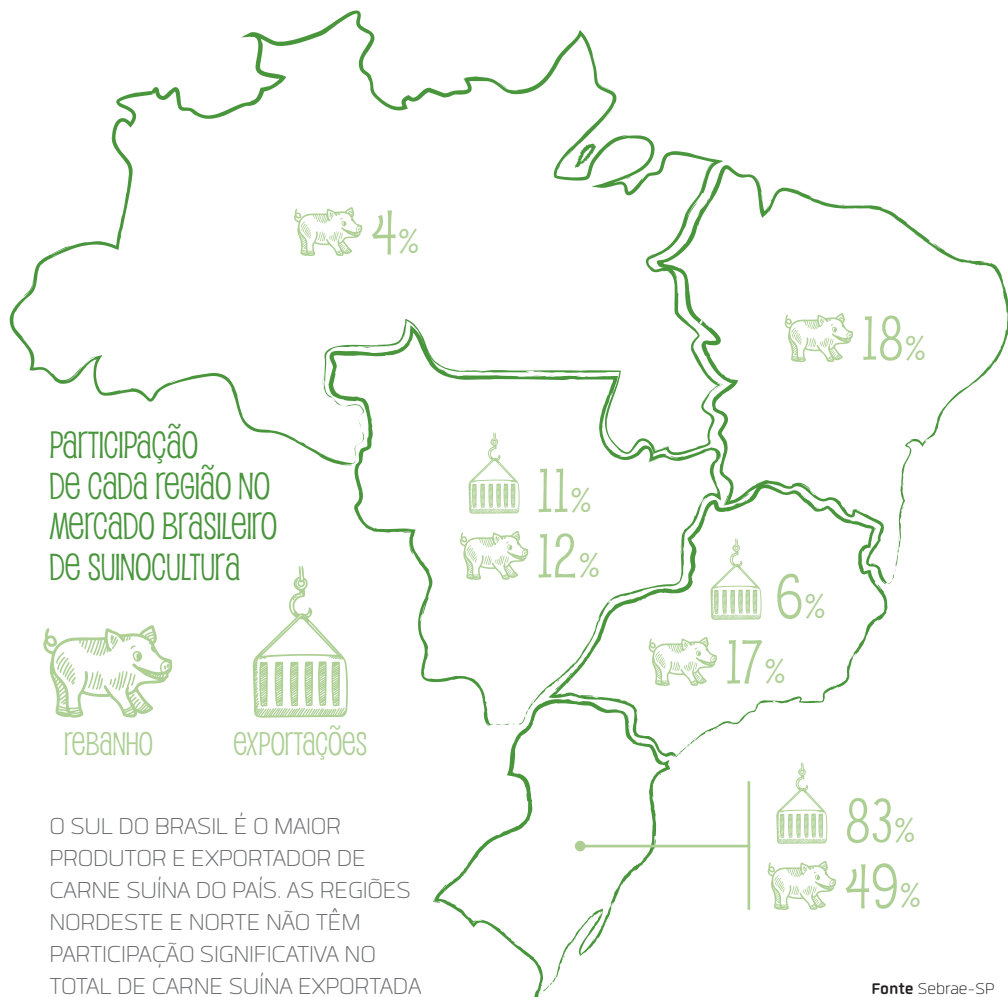 4%
18%
Participação
de cada região no
mercado brasileiro
de suinocultura
11%
12%
6%
17%
rebanho
exportações
83%
49%
O SUL DO BRASIL É O MAIOR
PRODUTOR E EXPORTADOR DE
CARNE SUÍNA DO PAÍS. AS REGIÕES
NORDESTE E NORTE NÃO TÊM
PARTICIPAÇÃO SIGNIFICATIVA NO
TOTAL DE CARNE SUÍNA EXPORTADA
Fonte Sebrae-SP